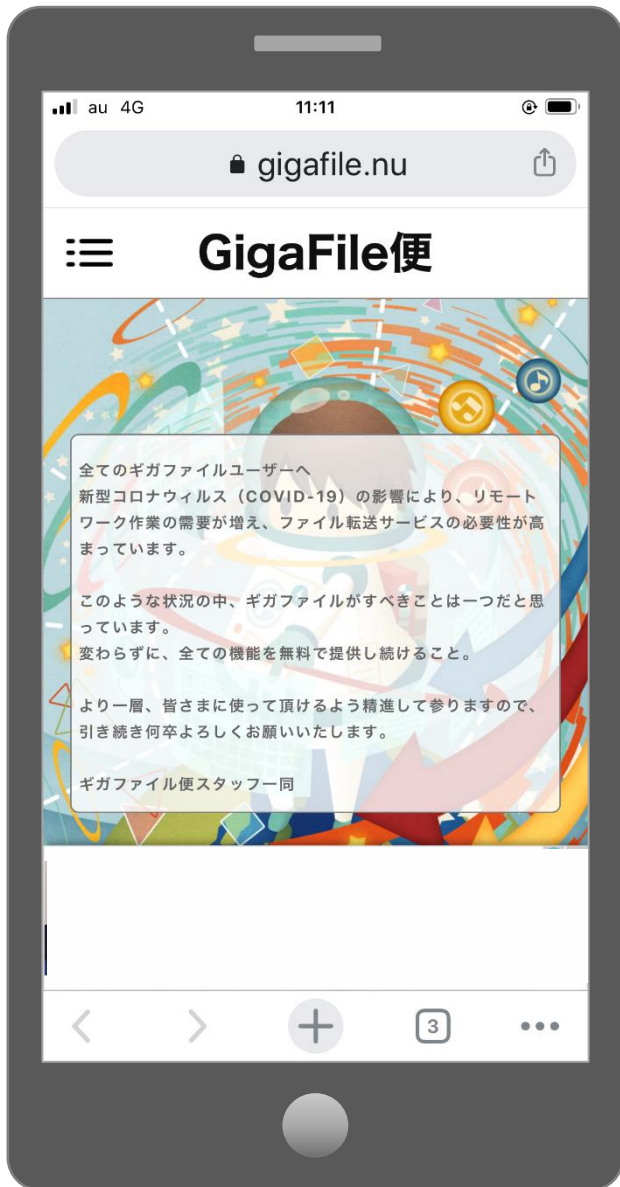 au 4G 11:11
gigafile.nu
GigaFile便
全てのギガファイルユーザーへ
新型コロナウィルス（COVID-19）の影響により、リモート
ワーク作業の需要が増え、ファイル転送サービスの必要性が高
まっています。
このような状況の中、ギガファイルがすべきことは一つだと思
っています。
変わらずに、全ての機能を無料で提供し続けること。
より一層、皆さまに使って頂けるよう精進して参りますので、
引き続き何卒よろしくお願いいたします。
ギガファイル便スタッフ一同
3